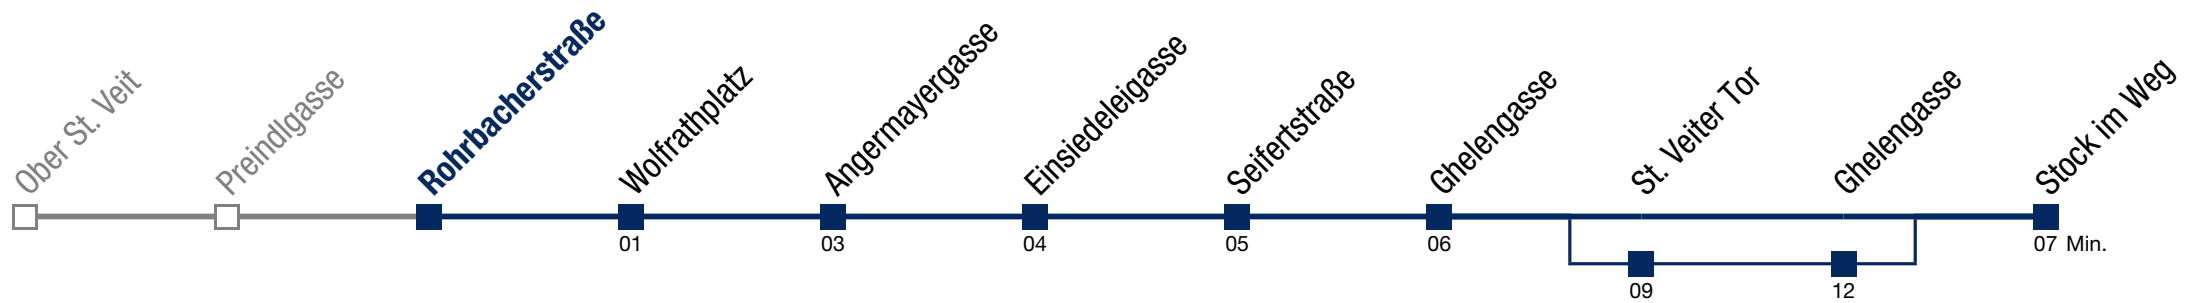 Ober St. Veit
Preindlgasse
Rohrbacherstraße
Wolfrathplatz
Angermayergasse
Einsiedeleigasse
Seifertstraße
Ghelengasse
St. Veiter Tor
Ghelengasse
Stock im Weg
01
03
04
05
06
07 Min.
09
12